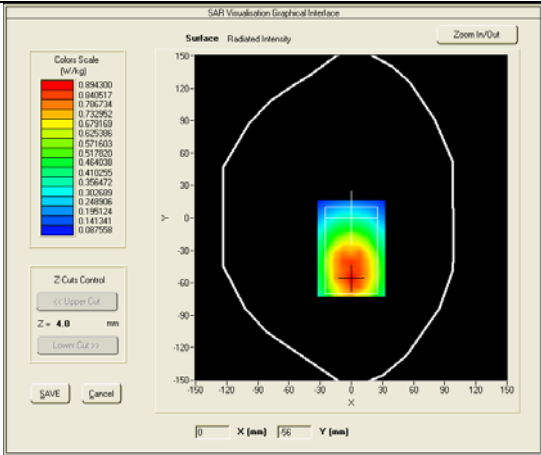 SAR Visualisation Graphical Interface
Surface Radiated Intensity
Zoom In/Out
Colors Scale
(W/kg)
0.894300
0.840517
0.786734
0.732952
0.679169
0.625386
0.571603
0.517820
0.464038
0.410255
0.356472
0.302689
0.248906
0.195124
0.141341
0.087558
Z-Cuts Control
<< Upper Cut
Z = 4.0 mm
Lower Cut >>
SAVE
Cancel
150
120
90
60
30
0
-30
-60
-90
-120
-150
Y
-150 -120 -90 -60 -30 0 30 60 90 120 150
X
0 X (mm) -56 Y (mm)